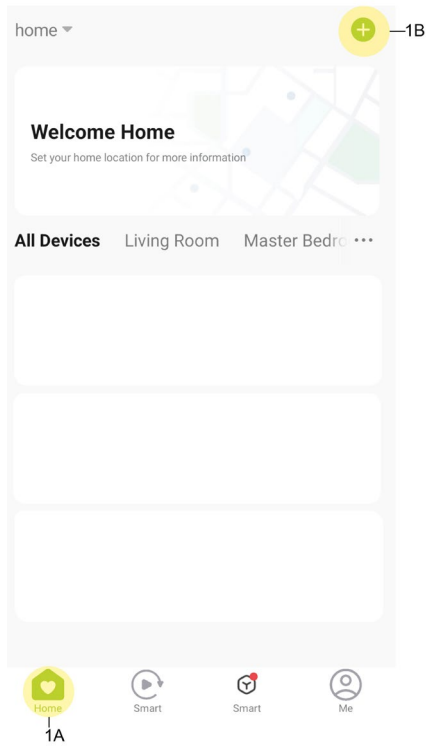 home
1B
Welcome Home
Set your home location for more information
All Devices Living Room Master Bedro ...
Home Smart Smart Me
1A